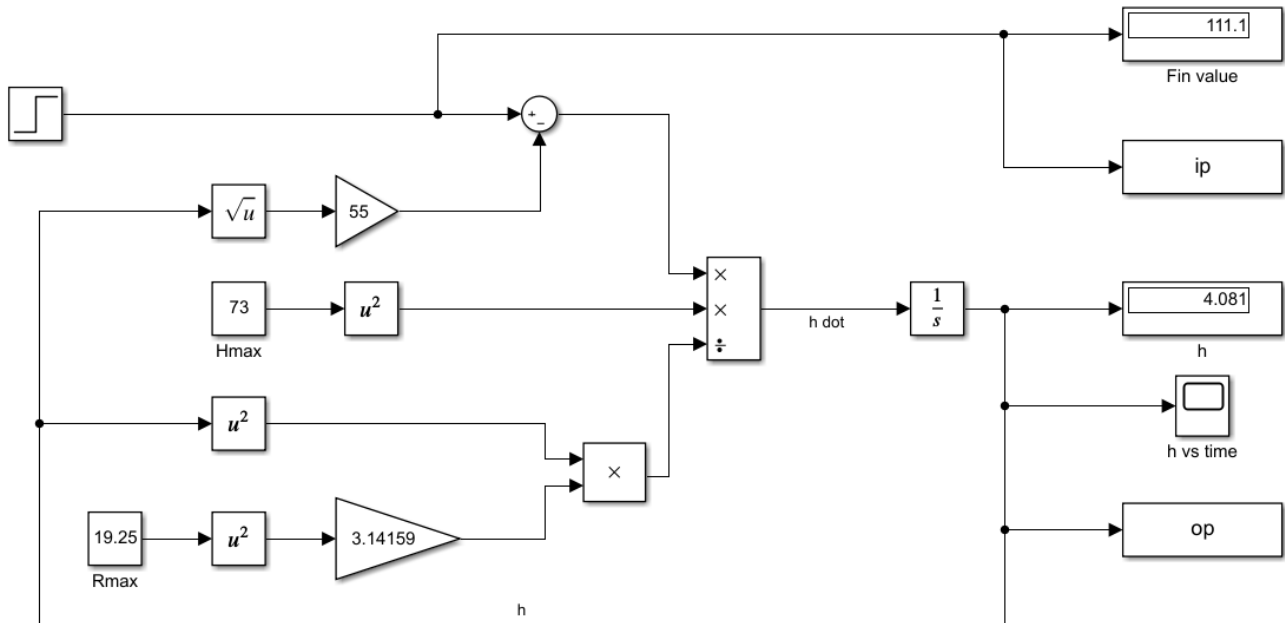 111.1
Fin value
+
−
ip
√u
55
×
73
u²
×
1/s
4.081
h dot
÷
Hmax
h
u²
h vs time
×
19.25
u²
3.14159
op
Rmax
h